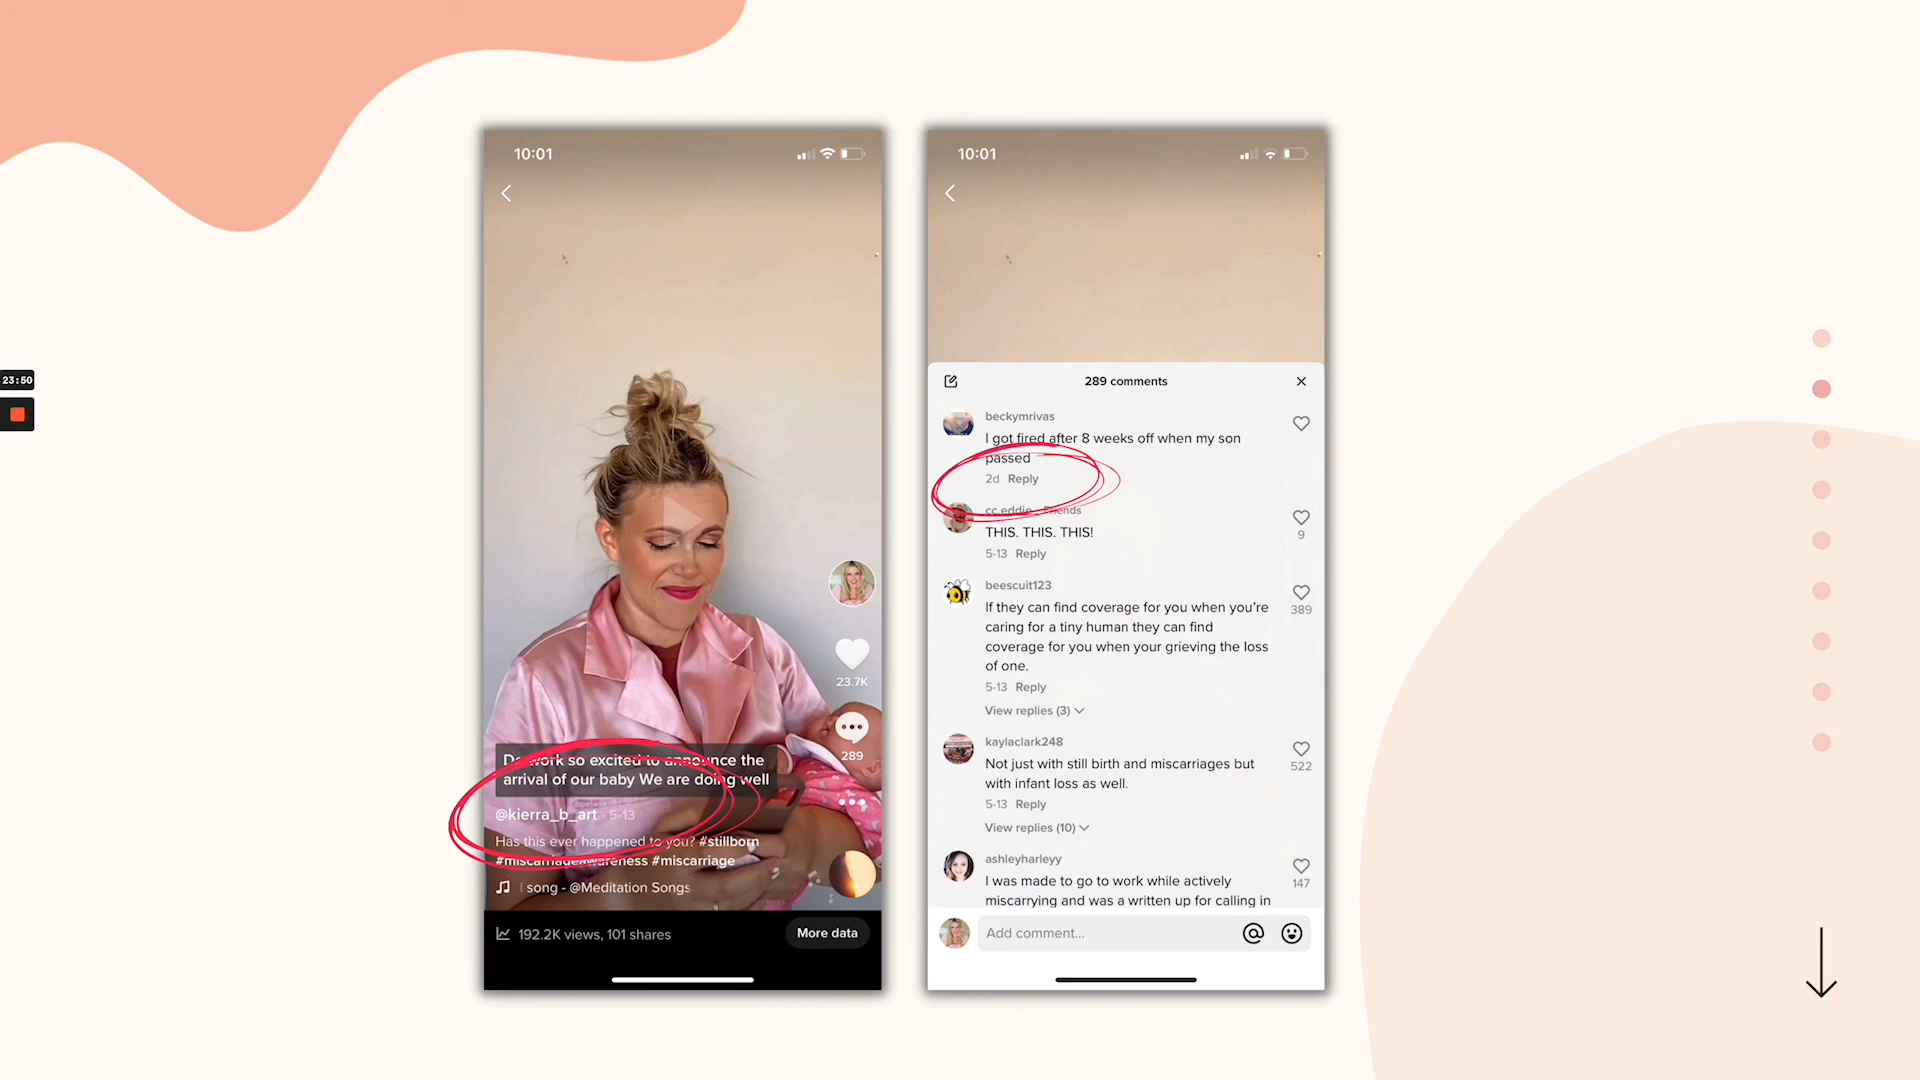 23:50
10:01
Dr work so excited to announce the
arrival of our baby We are doing well
@kierra_b_art · 5-13
Has this ever happened to you? #stillborn
#miscarriageawareness #miscarriage
l song - @Meditation Songs
23.7K
289
192.2K views, 101 shares
More data
10:01
289 comments
beckymrivas
I got fired after 8 weeks off when my son
passed
2d Reply
cc.eddie · Friends
THIS. THIS. THIS!
5-13 Reply
9
beescuit123
If they can find coverage for you when you're
caring for a tiny human they can find
coverage for you when your grieving the loss
of one.
5-13 Reply
389
View replies (3)
kaylaclark248
Not just with still birth and miscarriages but
with infant loss as well.
5-13 Reply
522
View replies (10)
ashleyharleyy
I was made to go to work while actively
miscarrying and was a written up for calling in
147
Add comment...